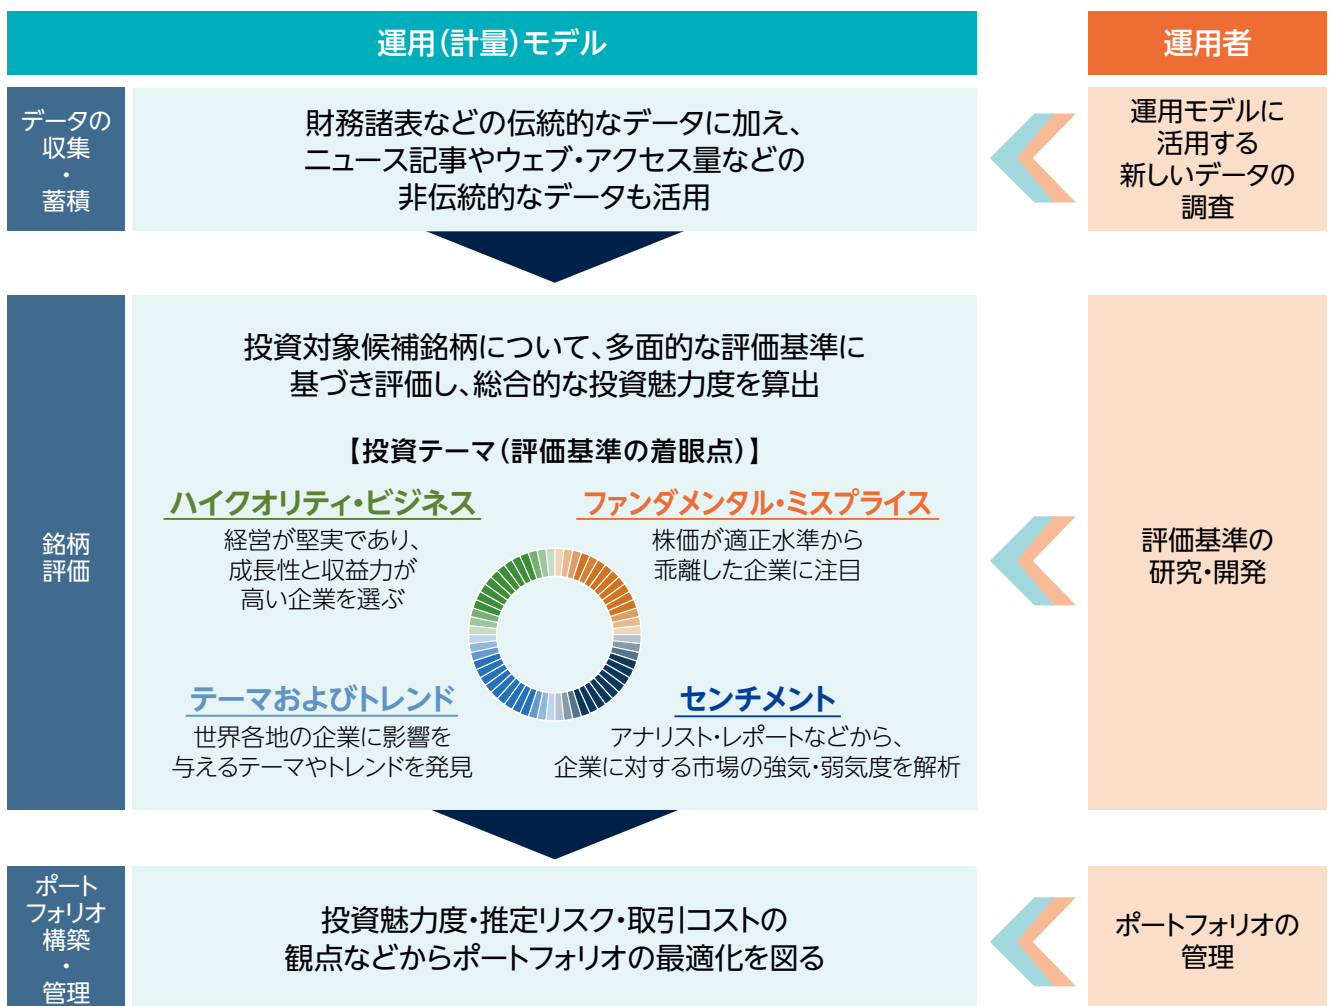 運用（計量）モデル
運用者
データの
収集
・
蓄積
財務諸表などの伝統的なデータに加え、
ニュース記事やウェブ・アクセス量などの
非伝統的なデータも活用
運用モデルに
活用する
新しいデータの
調査
銘柄
評価
投資対象候補銘柄について、多面的な評価基準に
基づき評価し、総合的な投資魅力度を算出
【投資テーマ（評価基準の着眼点）】
ハイクオリティ・ビジネス
経営が堅実であり、
成長性と収益力が
高い企業を選ぶ
ファンダメンタル・ミスプライス
株価が適正水準から
乖離した企業に注目
テーマおよびトレンド
世界各地の企業に影響を
与えるテーマやトレンドを発見
センチメント
アナリスト・レポートなどから、
企業に対する市場の強気・弱気度を解析
評価基準の
研究・開発
ポート
フォリオ
構築
・
管理
投資魅力度・推定リスク・取引コストの
観点などからポートフォリオの最適化を図る
ポートフォリオの
管理